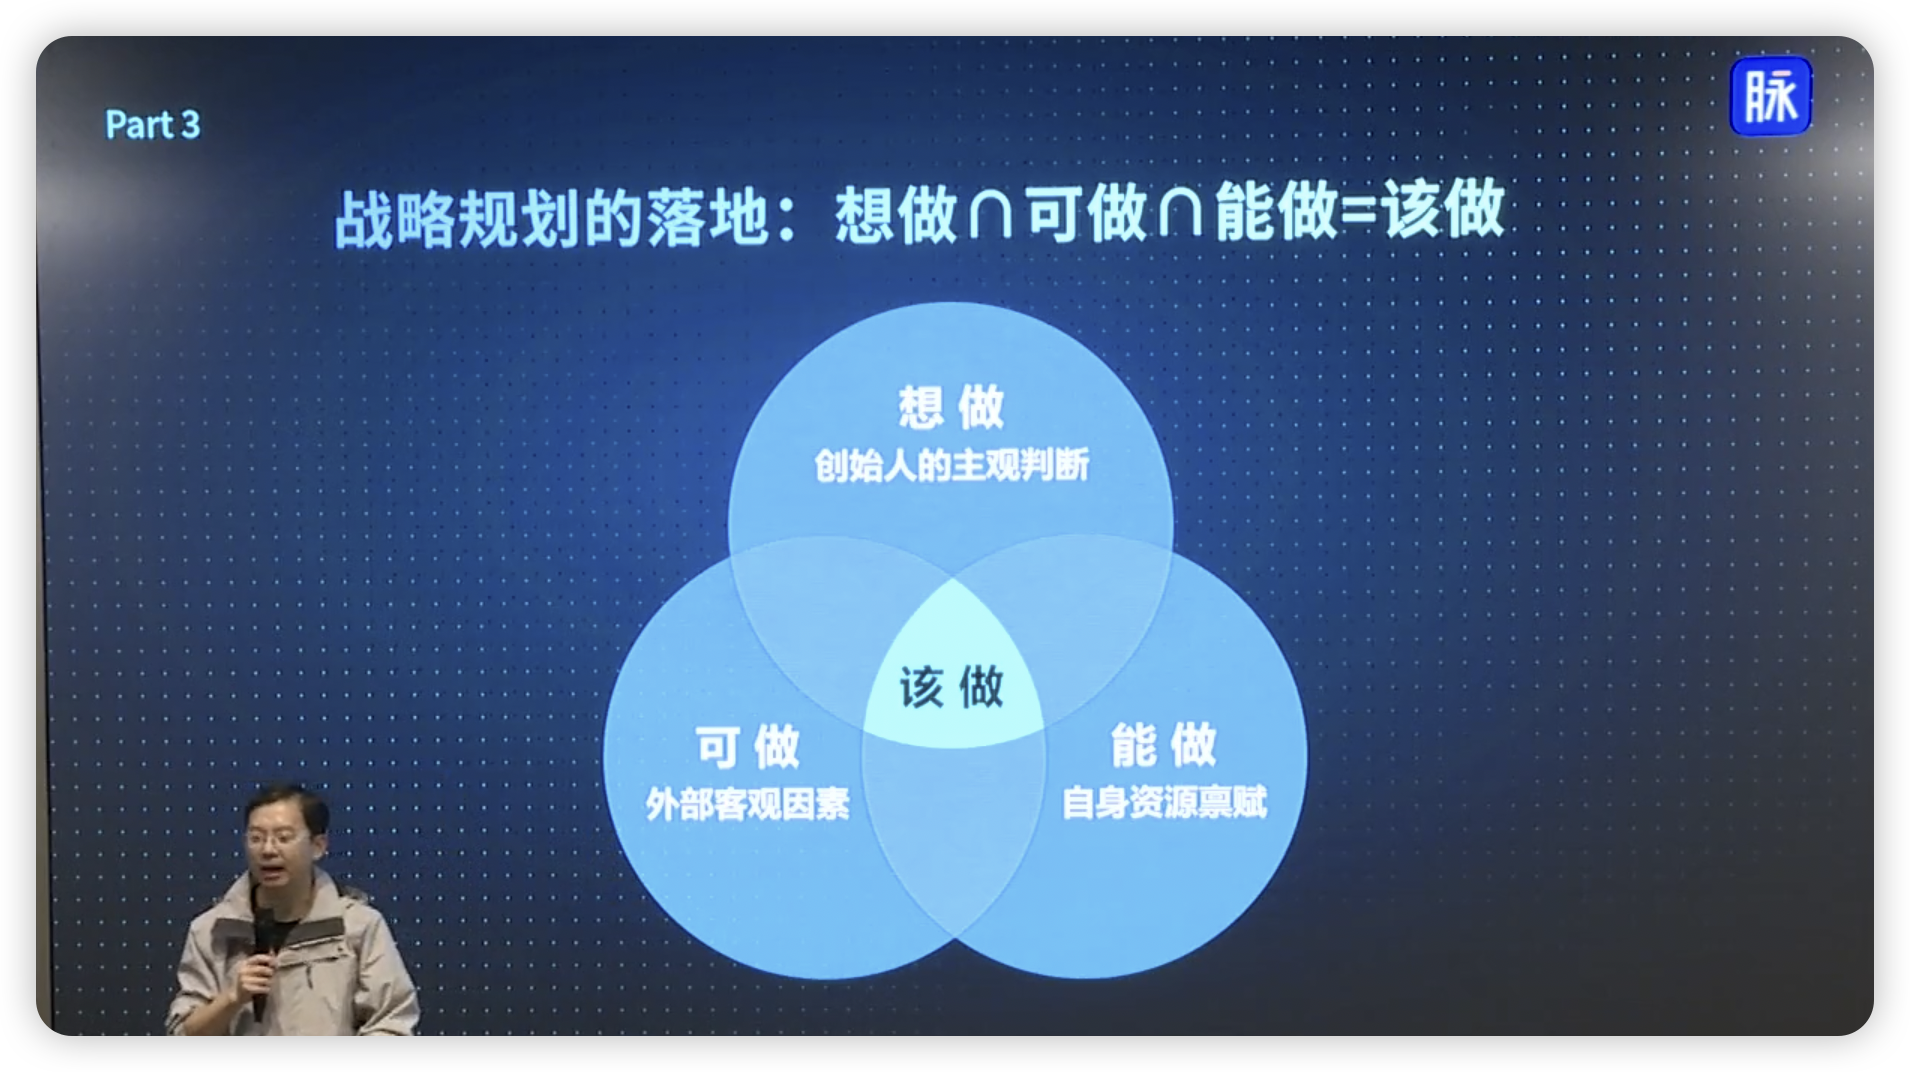 Part 3
脉
战略规划的落地：想做∩可做∩能做=该做
想做
创始人的主观判断
该做
可做
外部客观因素
能做
自身资源禀赋